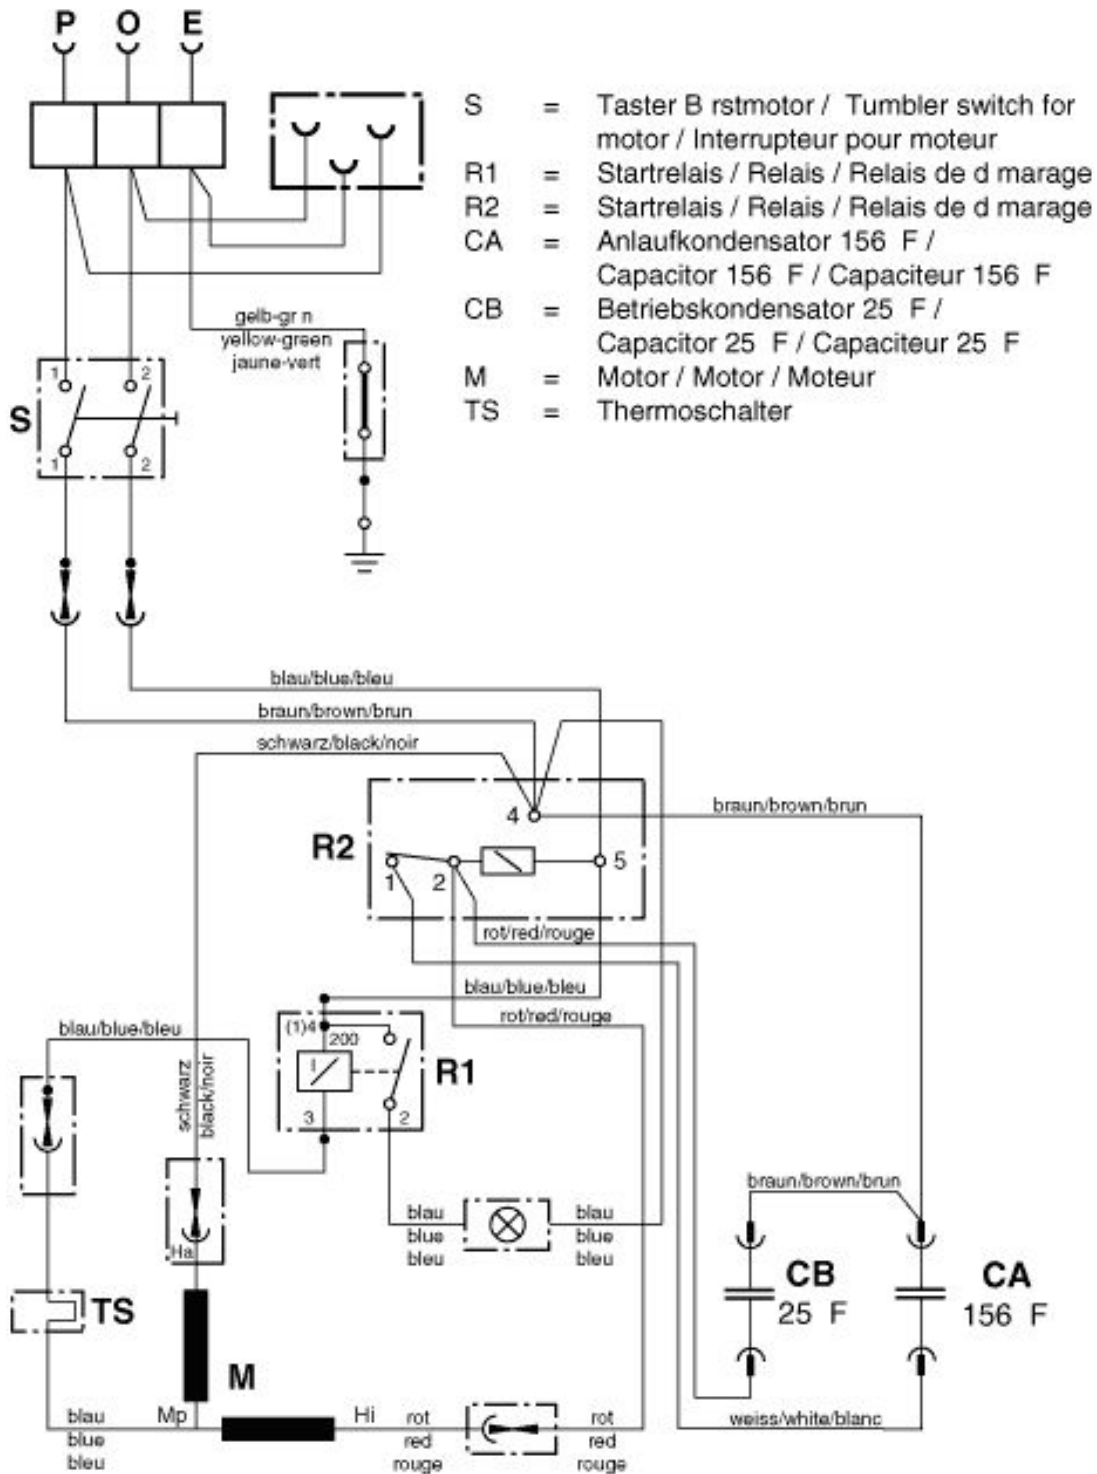 P O E
S = Taster B rstmotor / Tumbler switch for
motor / Interrupteur pour moteur
R1 = Startrelais / Relais / Relais de d marage
R2 = Startrelais / Relais / Relais de d marage
CA = Anlaufkondensator 156 F /
Capacitor 156 F / Capaciteur 156 F
CB = Betriebskondensator 25 F /
Capacitor 25 F / Capaciteur 25 F
M = Motor / Motor / Moteur
TS = Thermoschalter
gelb-gr n
yellow-green
jaune-vert
1 2
S
1 2
blau/blue/bleu
braun/brown/brun
schwarz/black/noir
braun/brown/brun
4
R2
5
1 2
rot/red/rouge
blau/blue/bleu
rot/red/rouge
blau/blue/bleu
(1)4
200
I
R1
3 2
schwarz
black/noir
braun/brown/brun
blau
blue
bleu
blau
blue
bleu
Ha
CB
25 F
CA
156 F
TS
M
blau
blue
bleu
Mp
Hi
rot
red
rouge
rot
red
rouge
weiss/white/blanc